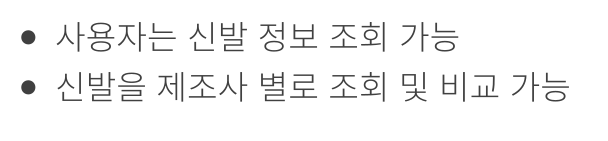 ● 사용자는 신발 정보 조회 가능
● 신발을 제조사 별로 조회 및 비교 가능